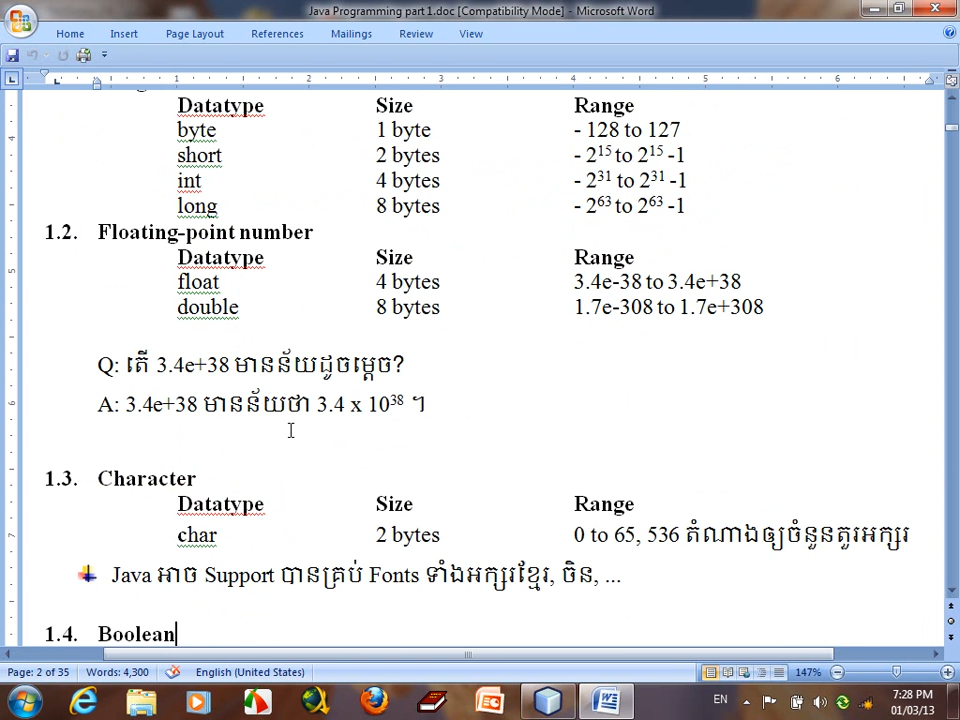 Java Programming part 1.doc [Compatibility Mode] - Microsoft Word
Home Insert Page Layout References Mailings Review View
1 2 3 4 5 6
Datatype Size Range
byte 1 byte - 128 to 127
short 2 bytes - 2¹⁵ to 2¹⁵ -1
int 4 bytes - 2³¹ to 2³¹ -1
long 8 bytes - 2⁶³ to 2⁶³ -1
1.2. Floating-point number
Datatype Size Range
float 4 bytes 3.4e-38 to 3.4e+38
double 8 bytes 1.7e-308 to 1.7e+308
Q: តើ 3.4e+38 មានន័យដូចម្ដេច?
A: 3.4e+38 មានន័យថា 3.4 x 10³⁸ ។
1.3. Character
Datatype Size Range
char 2 bytes 0 to 65, 536 តំណាងឲ្យចំនួនតួរអក្សរ
Java អាច Support បានគ្រប់ Fonts ទាំងអក្សរខ្មែរ, ចិន, ...
1.4. Boolean
Page: 2 of 35 Words: 4,300 English (United States) 147%
EN 7:28 PM
01/03/13